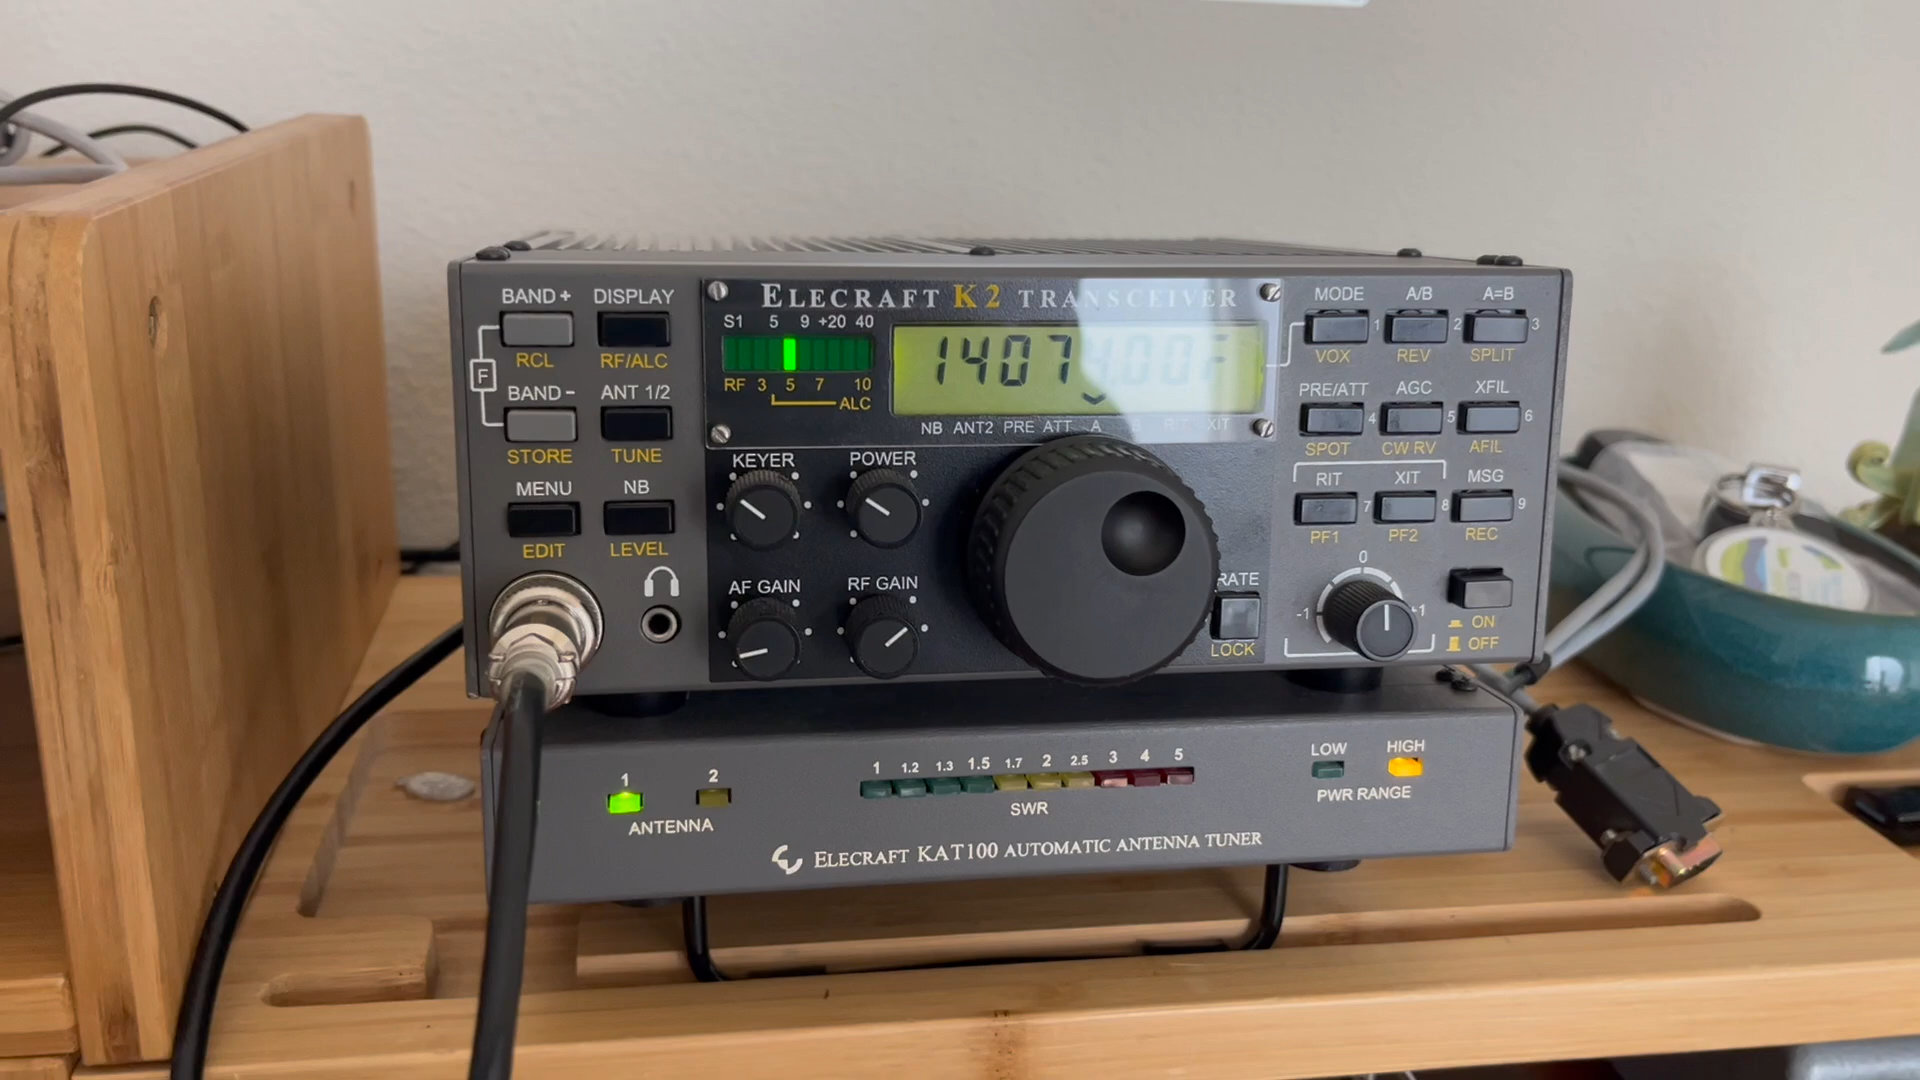 ELECRAFT K2 TRANSCEIVER
BAND + DISPLAY
RCL RF/ALC
F
BAND - ANT 1/2
STORE TUNE
MENU NB
EDIT LEVEL
S1 5 9 +20 40
RF 3 5 7 10
ALC
14074.00
NB ANT2 PRE ATT A B RIT XIT
KEYER POWER
AF GAIN RF GAIN
RATE
LOCK
MODE A/B A=B
1 2 3
VOX REV SPLIT
PRE/ATT AGC XFIL
4 5 6
SPOT CW RV AFIL
RIT XIT MSG
7 8 9
PF1 PF2 REC
0
-1 +1
ON
OFF
1 2
ANTENNA
1 1.2 1.3 1.5 1.7 2 2.5 3 4 5
SWR
LOW HIGH
PWR RANGE
ELECRAFT KAT100 AUTOMATIC ANTENNA TUNER